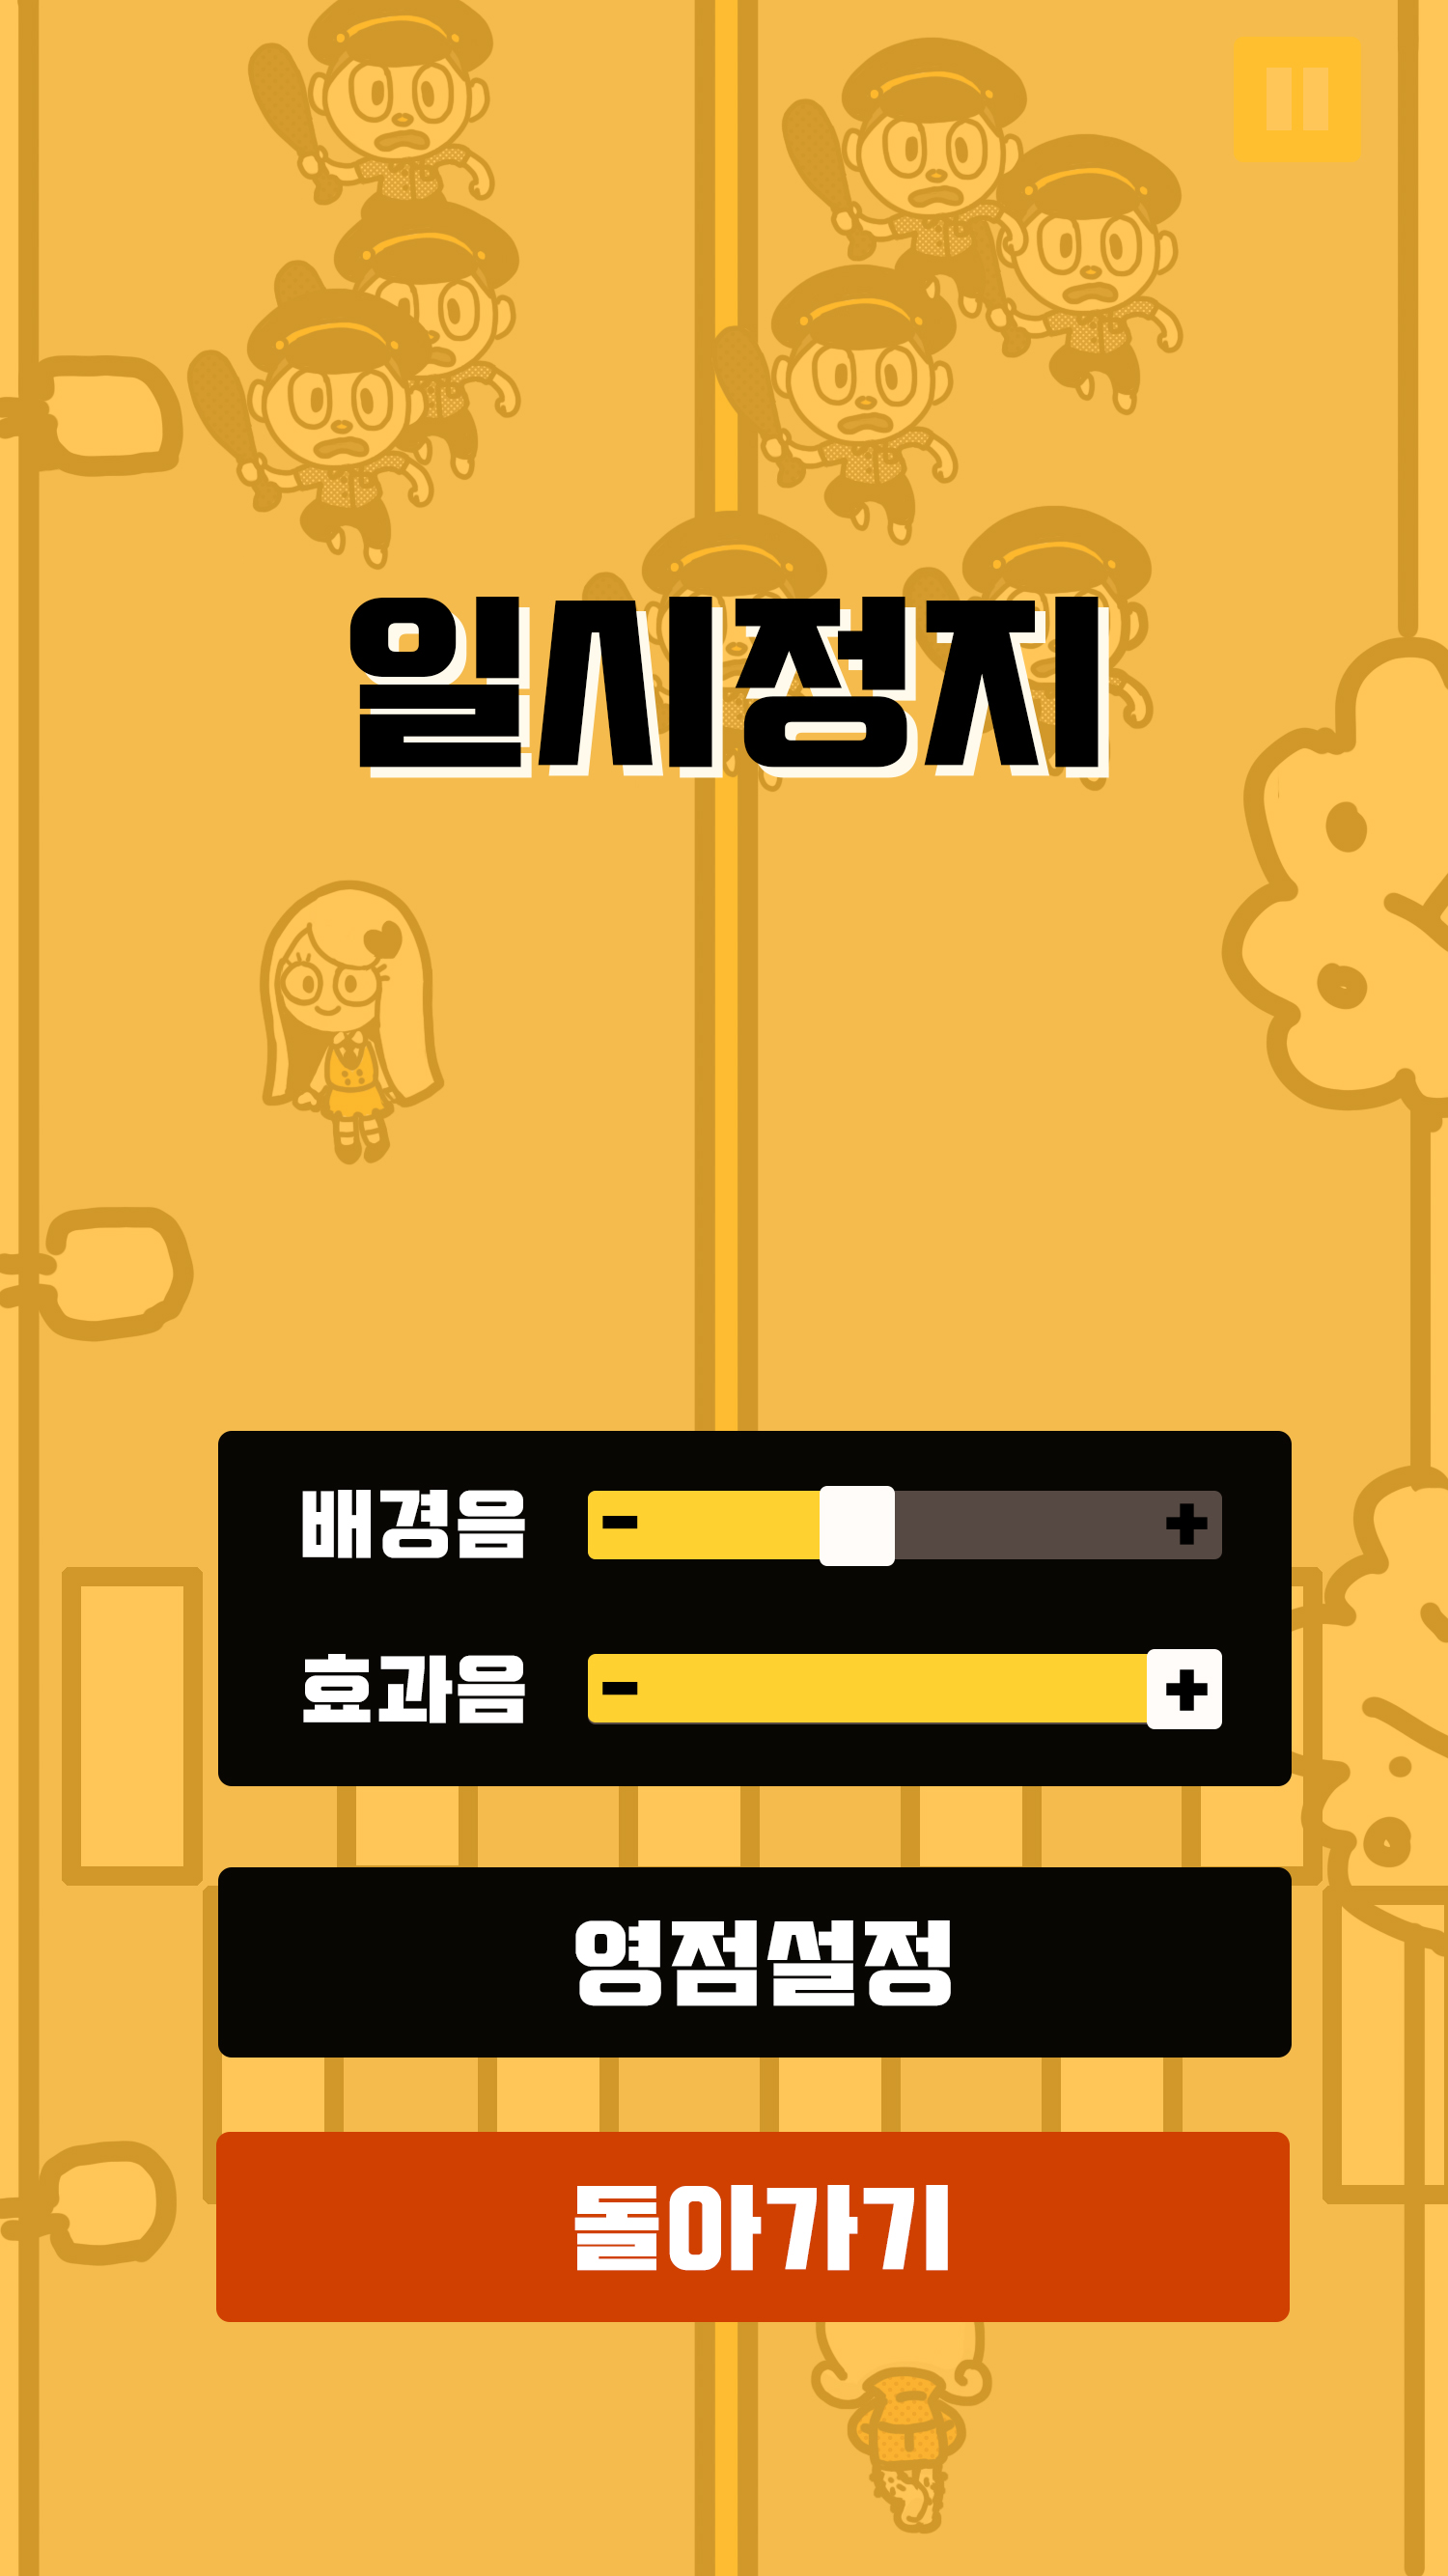 일시정지
배경음 - +
효과음 - +
영점설정
돌아가기